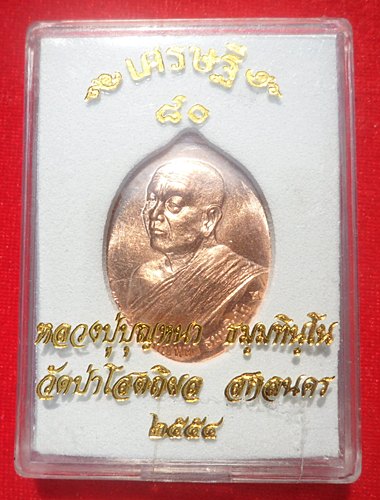 เศรษฐี
๘๐
หลวงปู่บุญหนา ธมฺมทินฺโน
วัดป่าโสตถิผล สกลนคร
๒๕๕๔